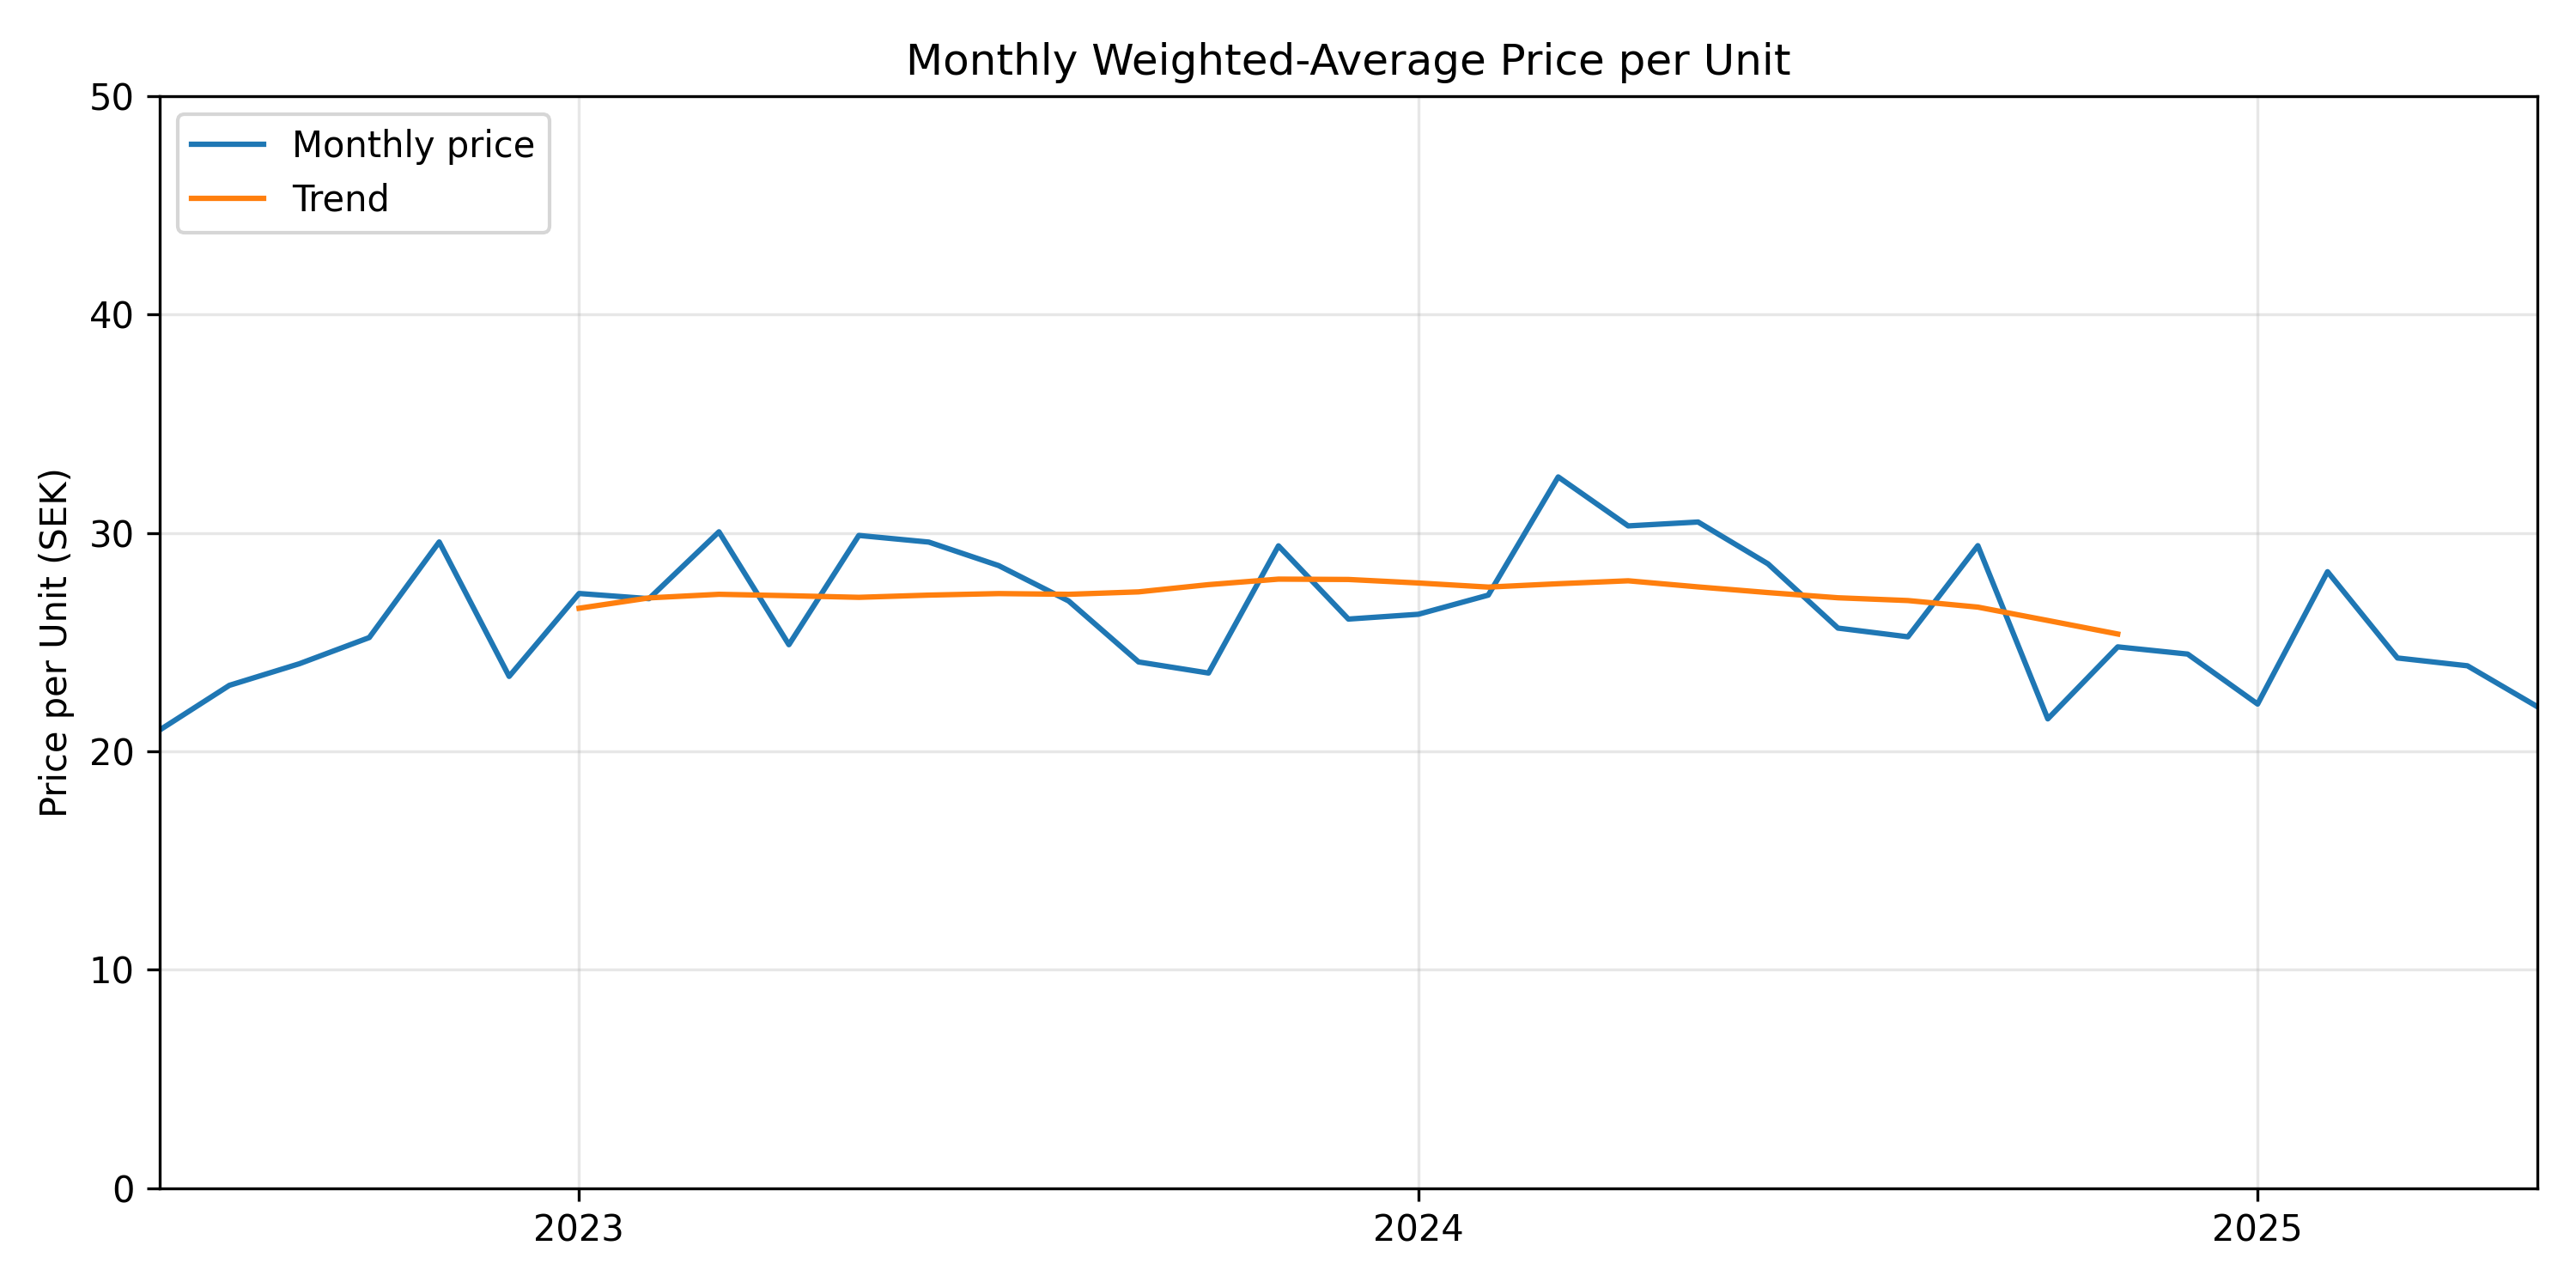 Monthly Weighted-Average Price per Unit
Monthly price
Trend
Price per Unit (SEK)
50
40
30
20
10
0
2023
2024
2025